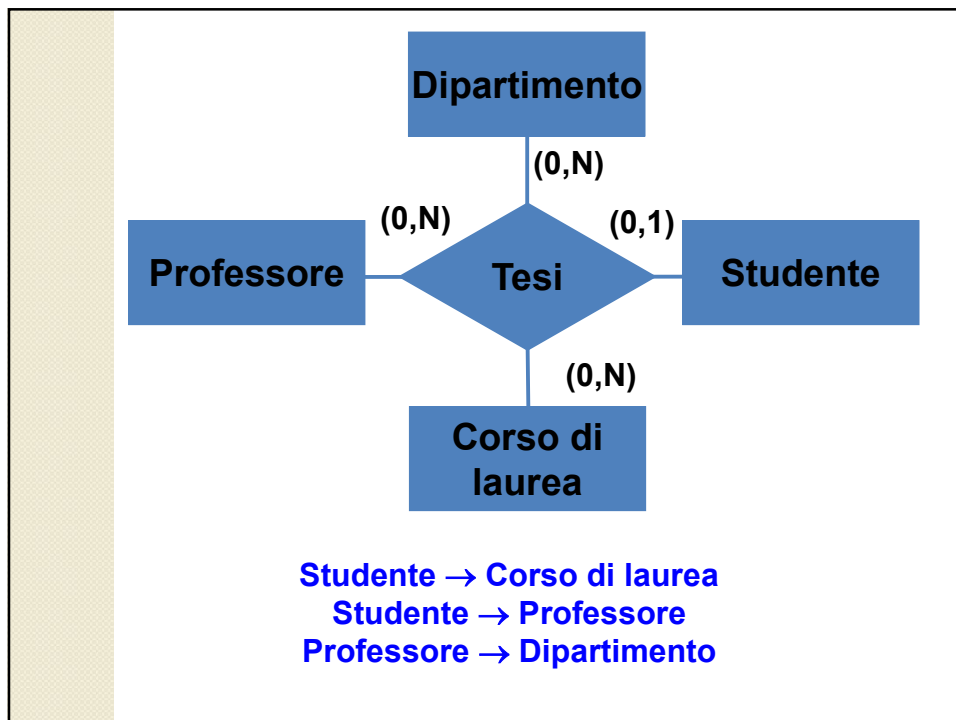 Dipartimento
(0,N)
(0,N)
(0,1)
Professore
Tesi
Studente
(0,N)
Corso di
laurea
Studente → Corso di laurea
Studente → Professore
Professore → Dipartimento